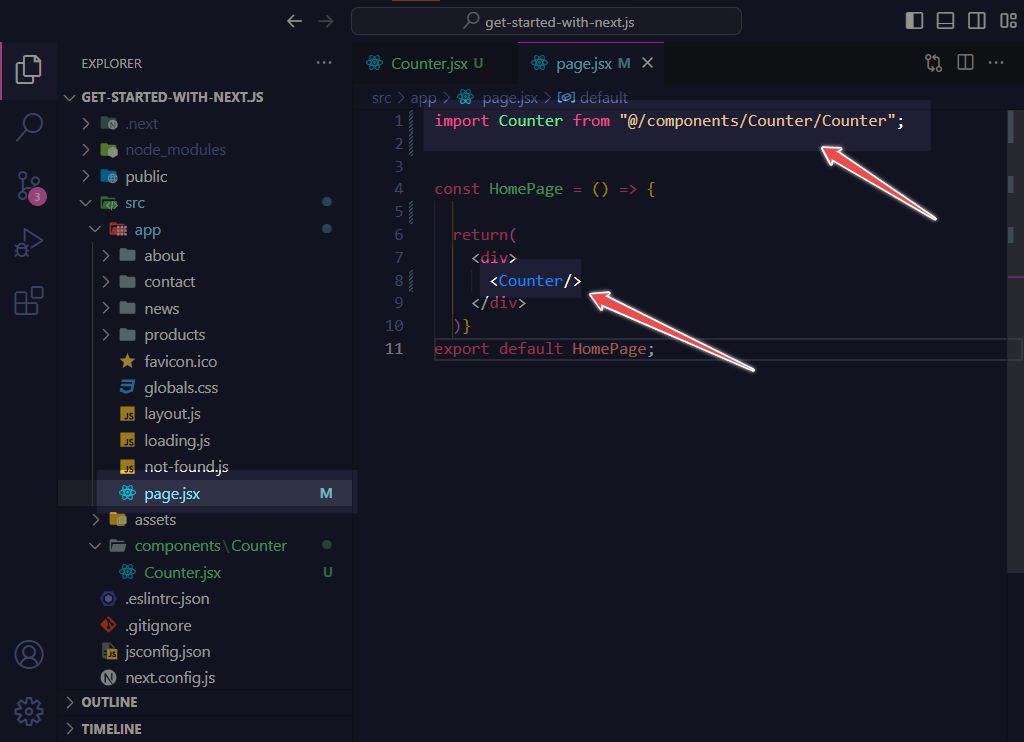 get-started-with-next.js
EXPLORER
GET-STARTED-WITH-NEXT.JS
.next
node_modules
public
3
src
app
about
contact
news
products
favicon.ico
globals.css
JS layout.js
JS loading.js
JS not-found.js
page.jsx M
assets
components\Counter
Counter.jsx U
.eslintrc.json
.gitignore
JS jsconfig.json
N next.config.js
OUTLINE
TIMELINE
Counter.jsx U
page.jsx M
src > app > page.jsx > default
1 import Counter from "@/components/Counter/Counter";
2
3
4 const HomePage = () => {
5
6 return(
7 <div>
8 <Counter/>
9 </div>
10 )}
11 export default HomePage;